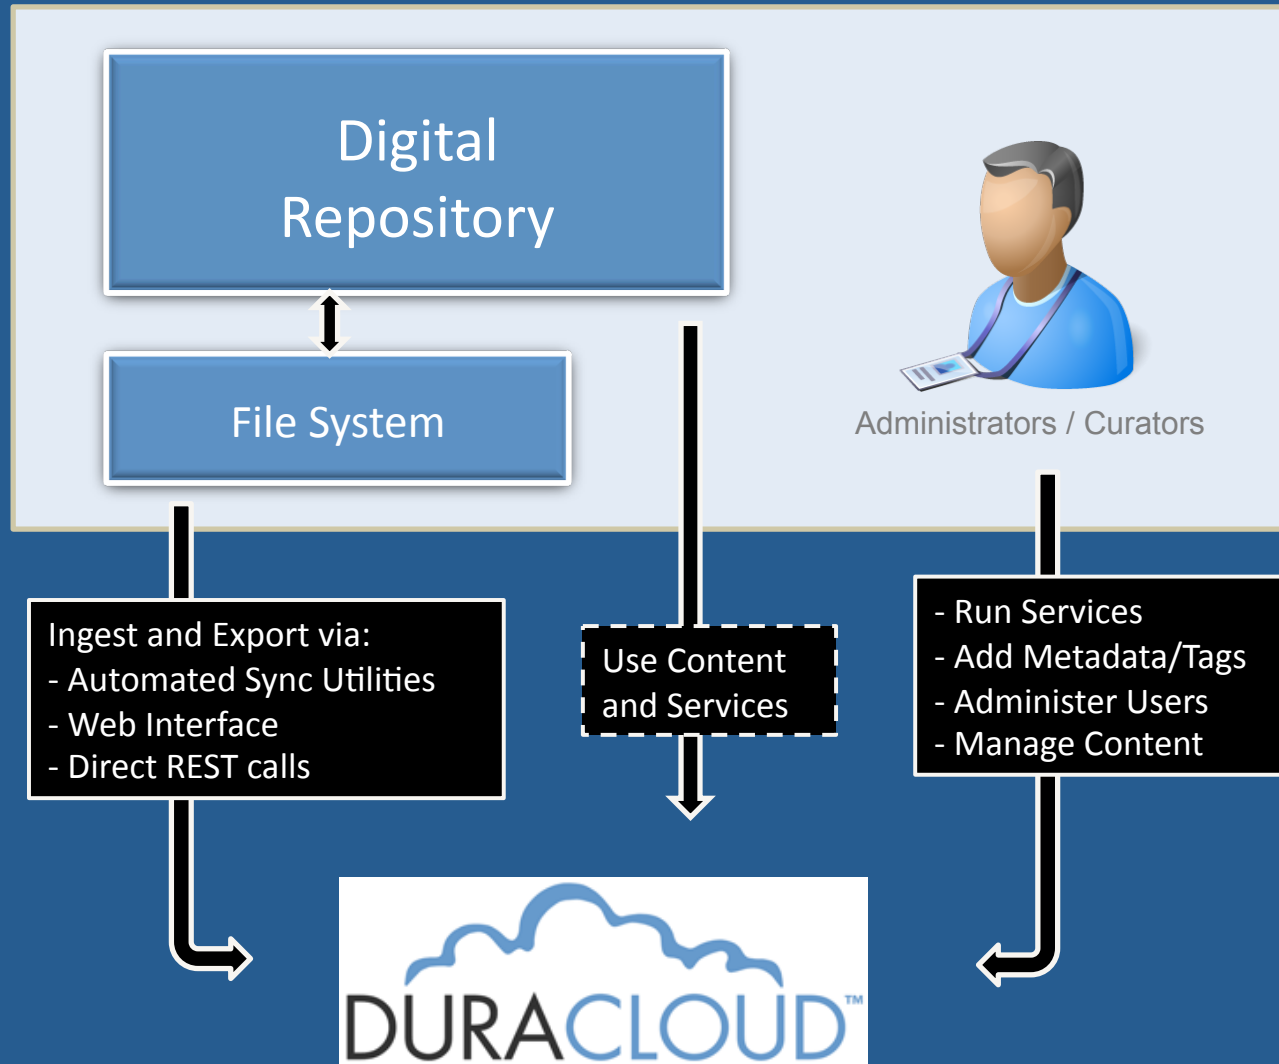 Digital
Repository
File System
Administrators / Curators
Ingest and Export via:
- Automated Sync Utilities
- Web Interface
- Direct REST calls
Use Content
and Services
- Run Services
- Add Metadata/Tags
- Administer Users
- Manage Content
DURACLOUD™